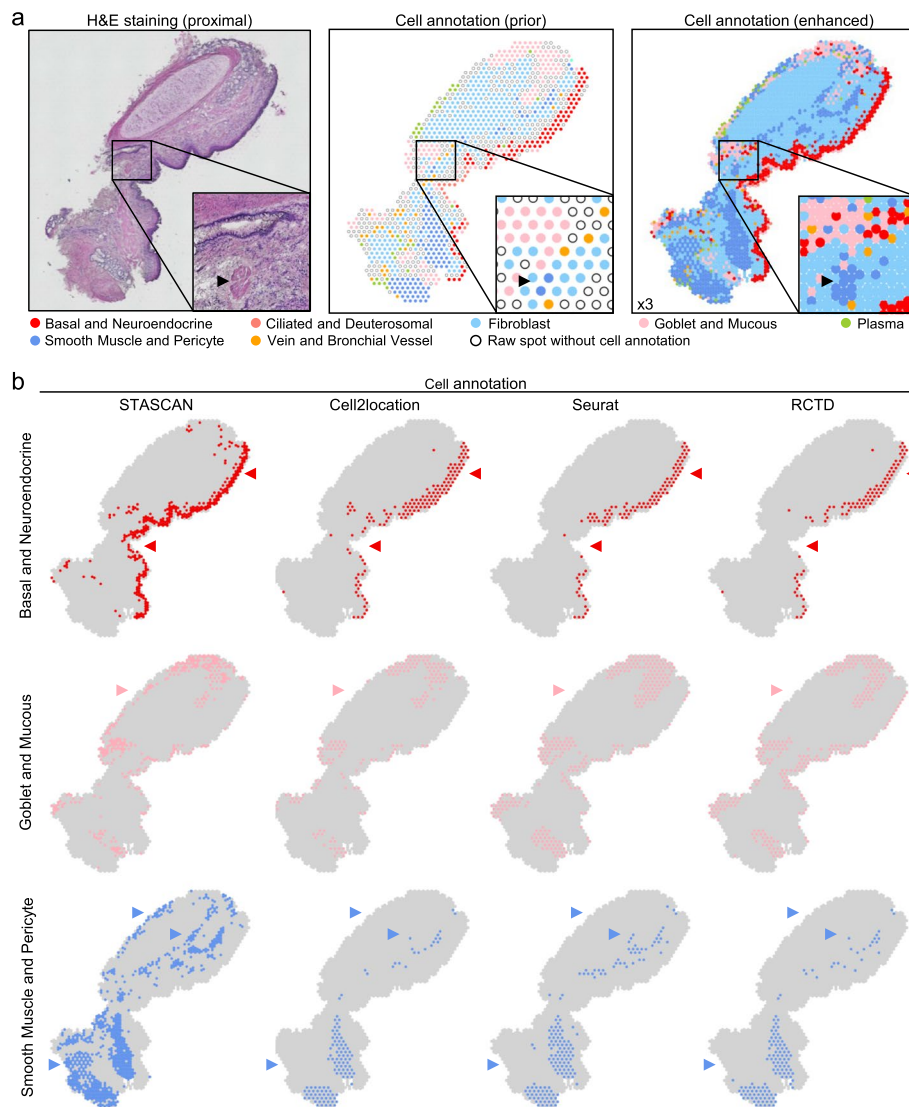 a
H&E staining (proximal)
Cell annotation (prior)
Cell annotation (enhanced)
x3
Basal and Neuroendocrine
Ciliated and Deuterosomal
Fibroblast
Goblet and Mucous
Plasma
Smooth Muscle and Pericyte
Vein and Bronchial Vessel
Raw spot without cell annotation
b
Cell annotation
STASCAN
Cell2location
Seurat
RCTD
Basal and Neuroendocrine
Goblet and Mucous
Smooth Muscle and Pericyte